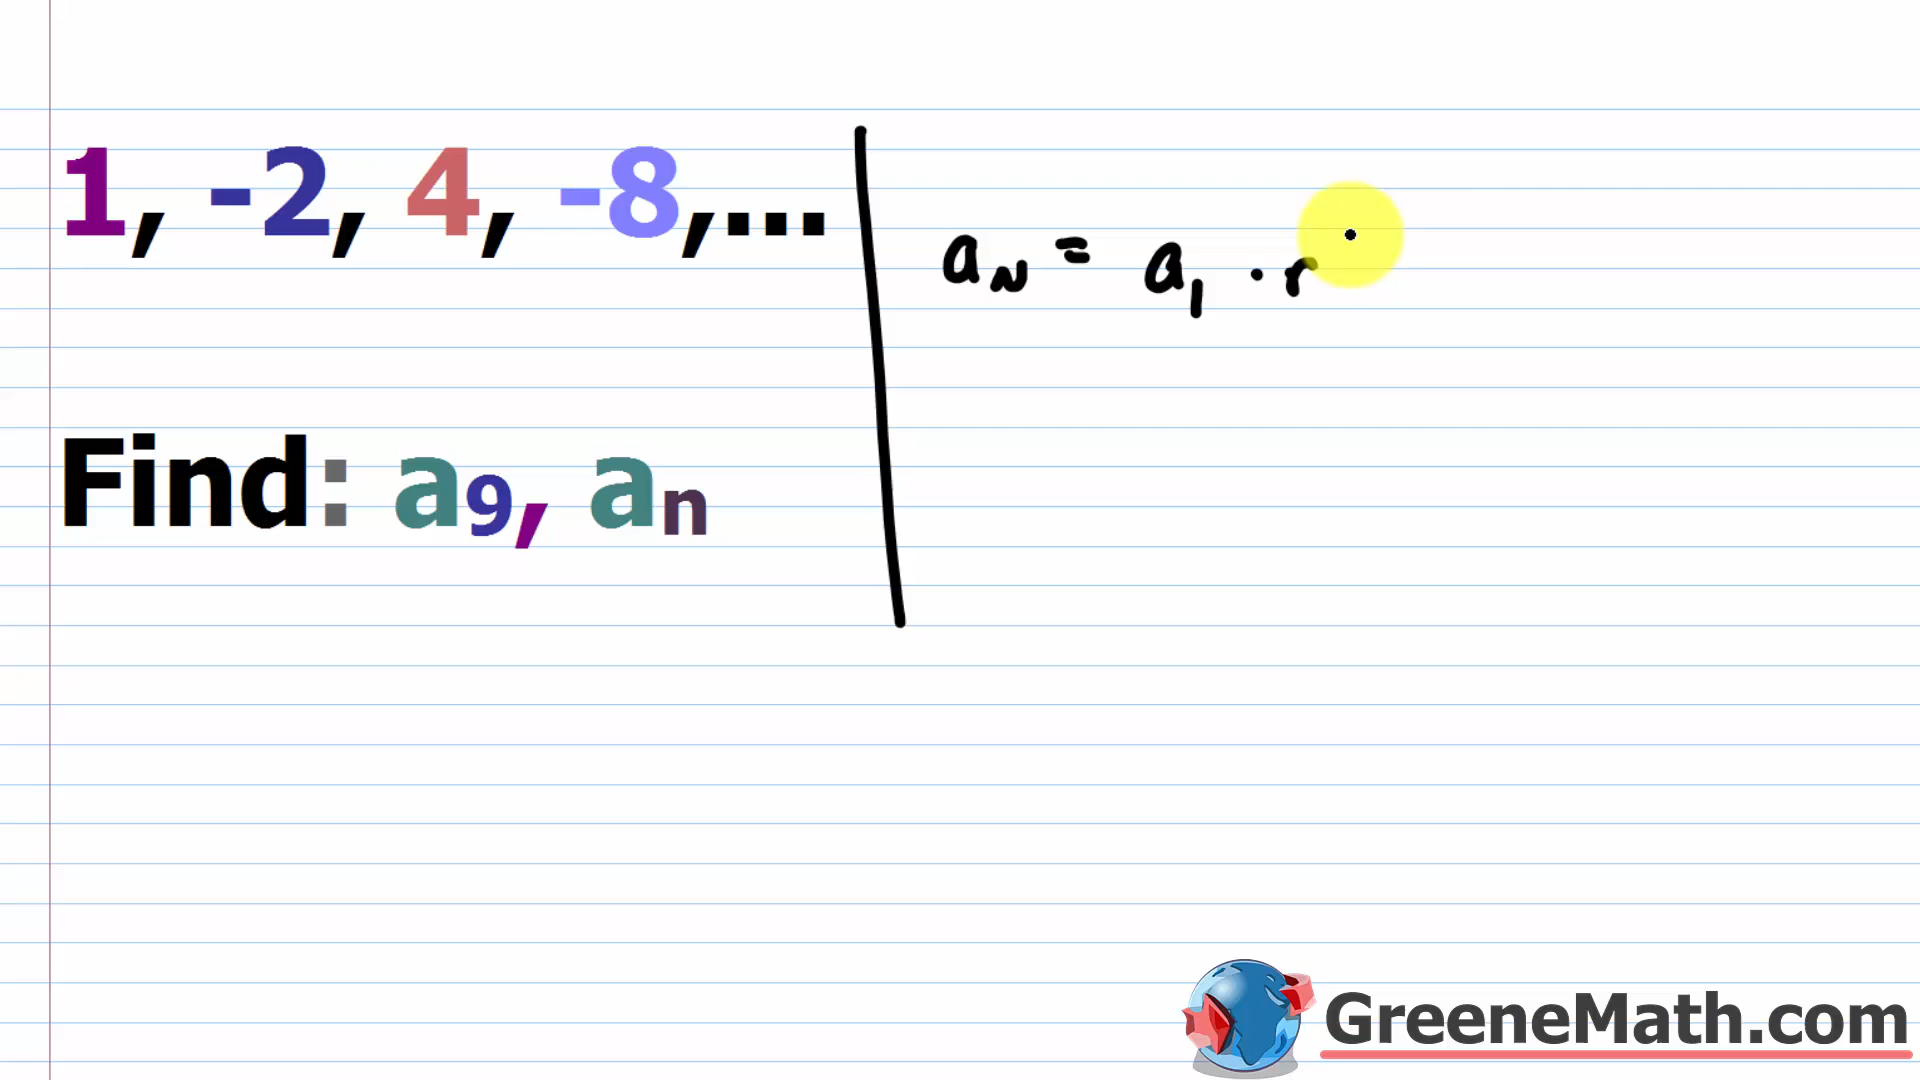 1, -2, 4, -8,...
aₙ = a₁ · r
Find: a₉, aₙ
GreeneMath.com